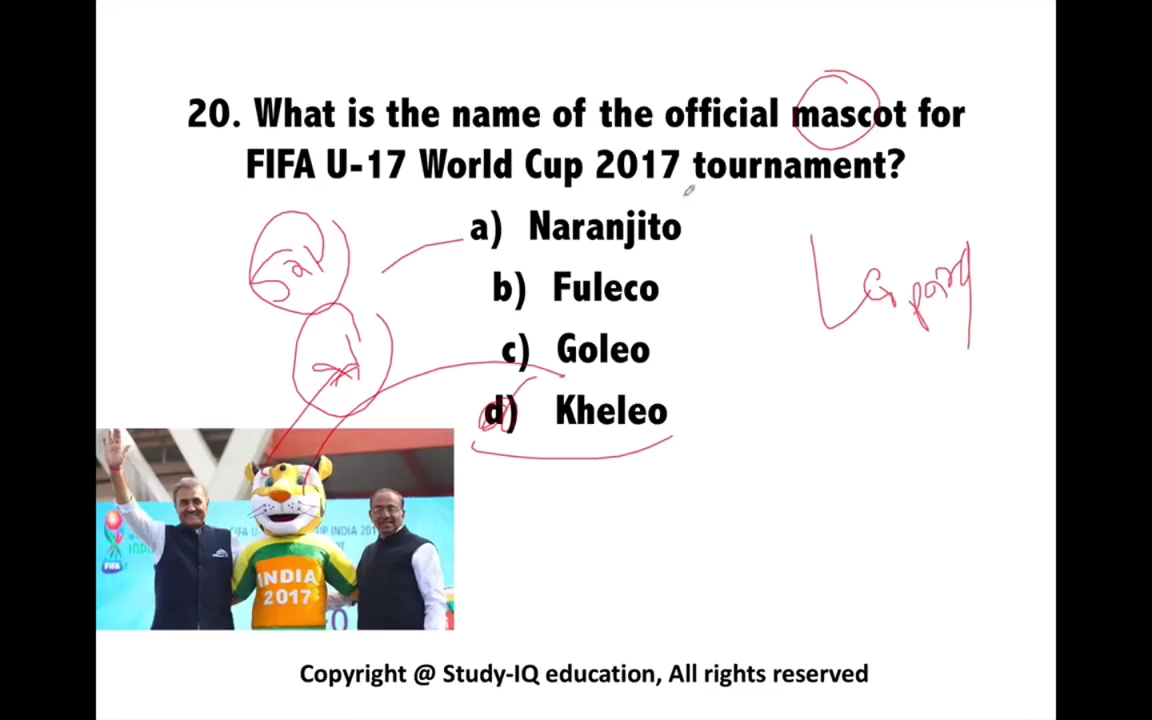 20. What is the name of the official mascot for
FIFA U-17 World Cup 2017 tournament?
a) Naranjito
b) Fuleco
c) Goleo
d) Kheleo
INDIA
2017
FIFA
Copyright @ Study-IQ education, All rights reserved